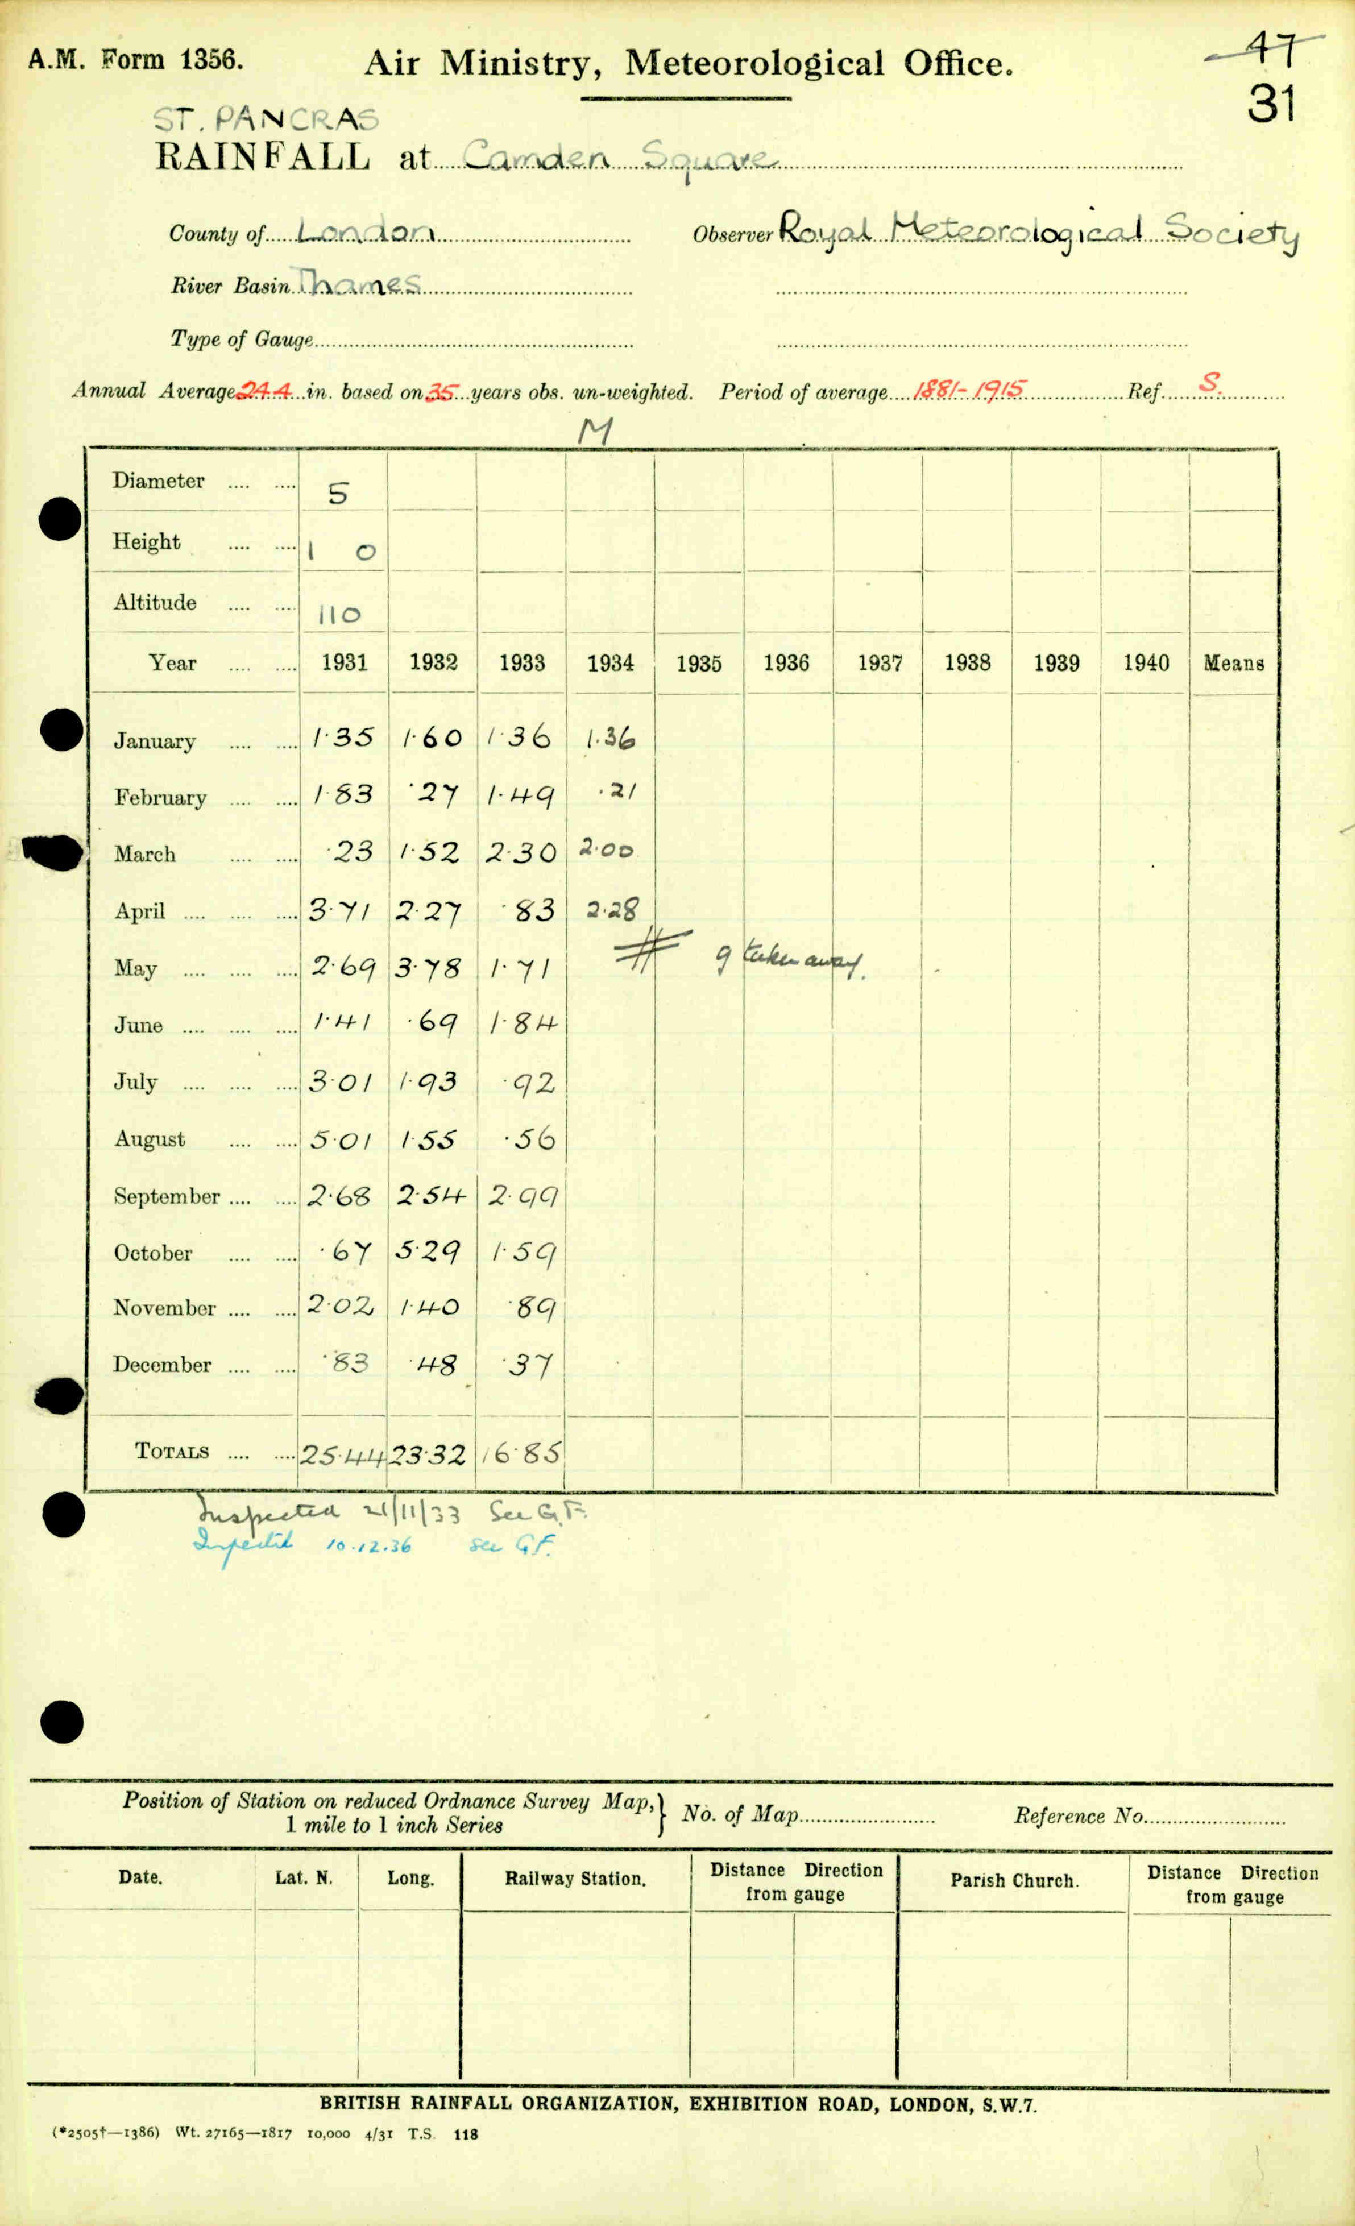 A.M. Form 1356. Air Ministry, Meteorological Office. 47
31
ST. PANCRAS
RAINFALL at Camden Square
County of London Observer Royal Meteorological Society
River Basin Thames
Type of Gauge
Annual Average 24.4 in. based on 35 years obs. un-weighted. Period of average 1881-1915 Ref. S.
M
Diameter .... .... 5
Height .... .... 1 0
Altitude .... .... 110
Year .... .... 1931 1932 1933 1934 1935 1936 1937 1938 1939 1940 Means
January .... .... 1.35 1.60 1.36 1.36
February .... .... 1.83 .27 1.49 .21
March .... .... .23 1.52 2.30 2.00
April .... .... .... 3.71 2.27 .83 2.28
May .... .... .... 2.69 3.78 1.71 # g taken away.
June .... .... .... 1.41 .69 1.84
July .... .... .... 3.01 1.93 .92
August .... .... 5.01 1.55 .56
September .... .... 2.68 2.54 2.99
October .... .... .67 5.29 1.59
November .... .... 2.02 1.40 .89
December .... .... .83 .48 .37
TOTALS .... .... 25.44 23.32 16.85
Inspected 21/11/33 See G.F.
Inspected 10.12.36 see G.F.
Position of Station on reduced Ordnance Survey Map, } No. of Map Reference No.
1 mile to 1 inch Series
Date. Lat. N. Long. Railway Station. Distance Direction from gauge Parish Church. Distance Direction from gauge
BRITISH RAINFALL ORGANIZATION, EXHIBITION ROAD, LONDON, S.W.7.
(*2505†—1386) Wt. 27165—1817 10,000 4/31 T.S. 118